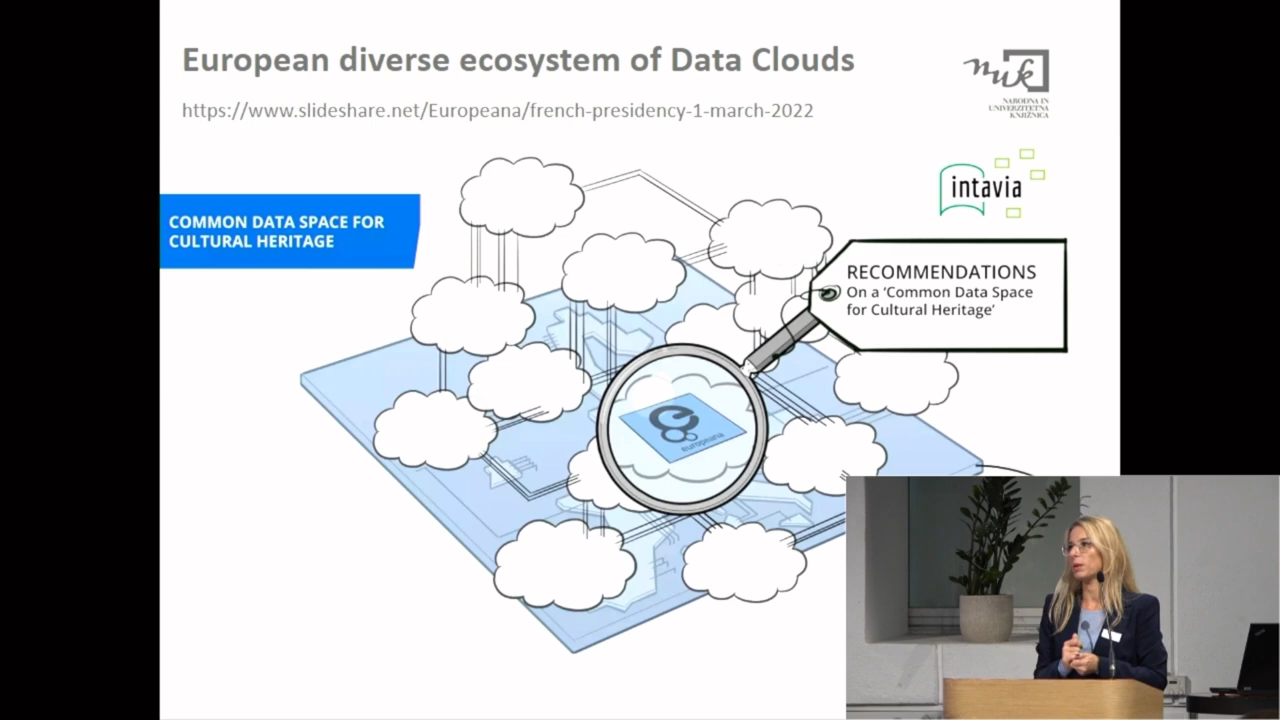 European diverse ecosystem of Data Clouds
https://www.slideshare.net/Europeana/french-presidency-1-march-2022
nuk
NARODNA IN
UNIVERZITETNA
KNJIŽNICA
intavia
COMMON DATA SPACE FOR
CULTURAL HERITAGE
RECOMMENDATIONS
On a ‘Common Data Space
for Cultural Heritage’
europeana